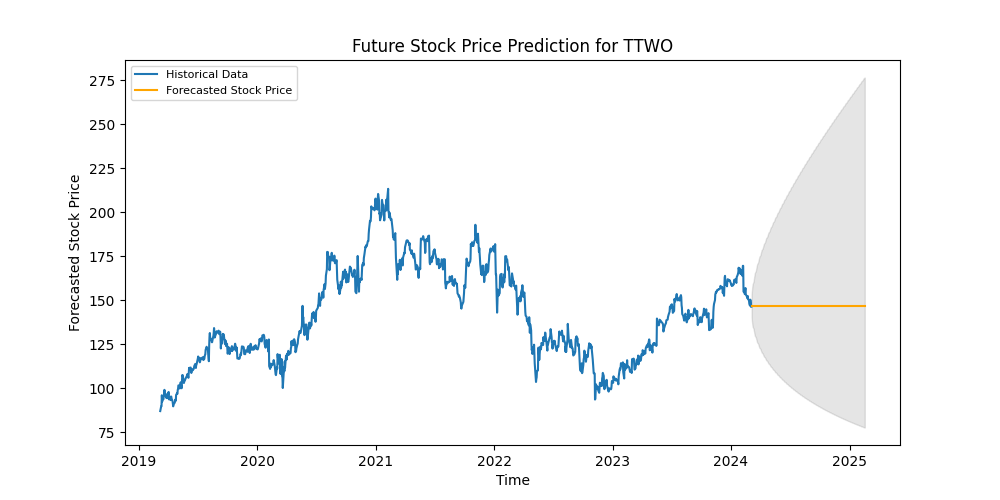 Future Stock Price Prediction for TTWO
Historical Data
Forecasted Stock Price
275
250
225
200
175
150
125
100
75
Forecasted Stock Price
2019 2020 2021 2022 2023 2024 2025
Time